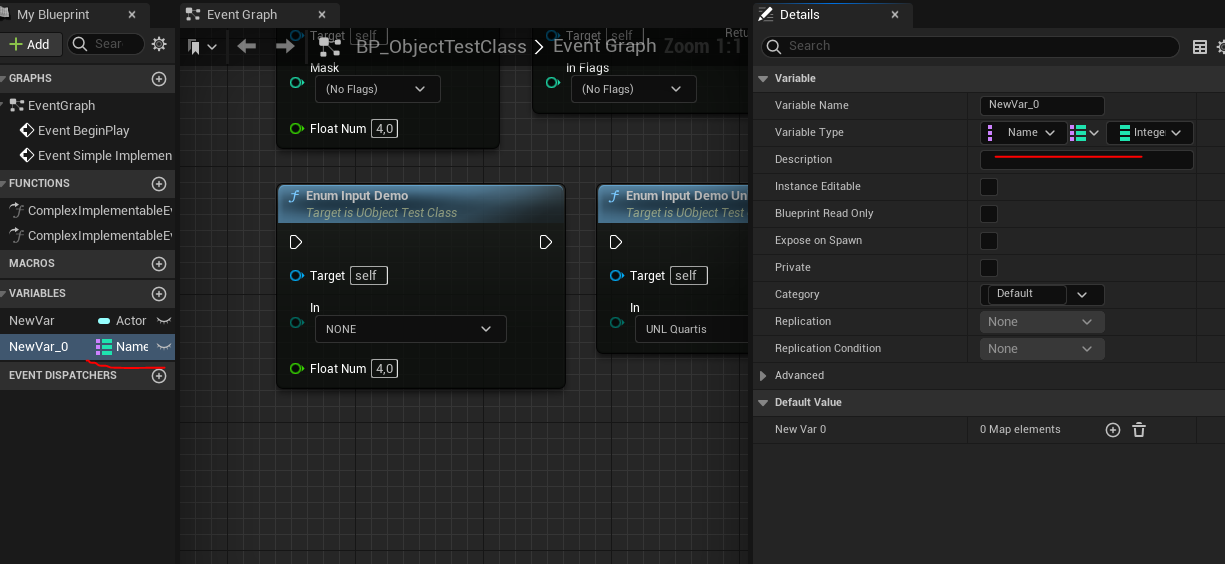 My Blueprint
Add
Sear
GRAPHS
EventGraph
Event BeginPlay
Event Simple Implemen
FUNCTIONS
ComplexImplementableEv
ComplexImplementableEv
MACROS
VARIABLES
NewVar Actor
NewVar_0 Name
EVENT DISPATCHERS
Event Graph
BP_ObjectTestClass > Event Graph Zoom 1:1
Target self
Mask
(No Flags)
Float Num 4,0
Target self
Retu
In Flags
(No Flags)
Enum Input Demo
Target is UObject Test Class
Target self
In
NONE
Float Num 4,0
Enum Input Demo Un
Target is UObject Test
Target self
In
UNL Quartis
Details
Search
Variable
Variable Name NewVar_0
Variable Type Name Intege
Description
Instance Editable
Blueprint Read Only
Expose on Spawn
Private
Category Default
Replication None
Replication Condition None
Advanced
Default Value
New Var 0 0 Map elements